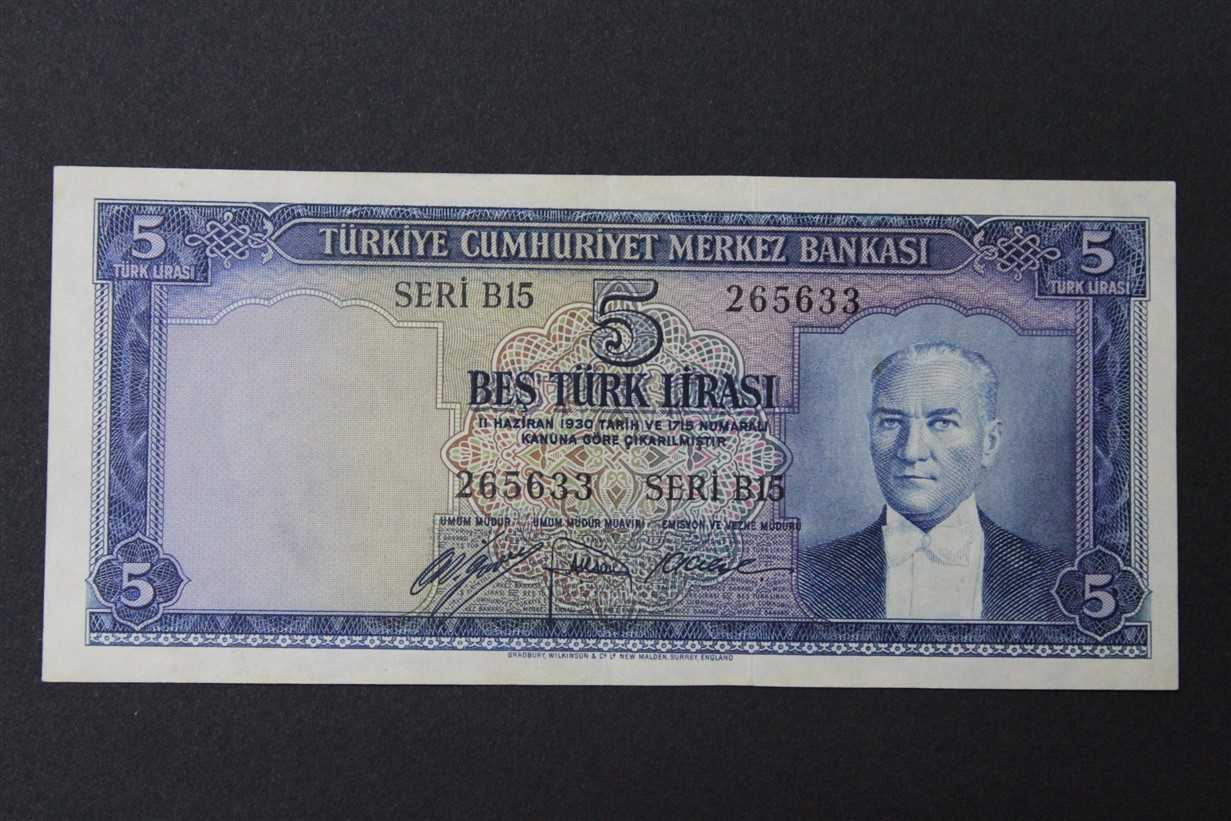 5 5
TÜRK LİRASI TÜRKİYE CUMHURİYET MERKEZ BANKASI TÜRK LİRASI
SERİ B15 5 265633
BEŞ TÜRK LİRASI
11 HAZİRAN 1930 TARİH VE 1715 NUMARALI
KANUNA GÖRE ÇIKARILMIŞTIR
265633 SERİ B15
UMUM MÜDÜR UMUM MÜDÜR MUAVİNİ EMİSYON VE VEZNE MÜDÜRÜ
5 5
BRADBURY, WILKINSON & Cº Lᵈ NEW MALDEN, SURREY, ENGLAND